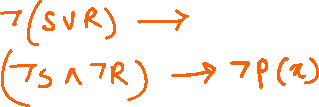 ¬(S∨R) →
(¬S ∧ ¬R) → ¬P(x)